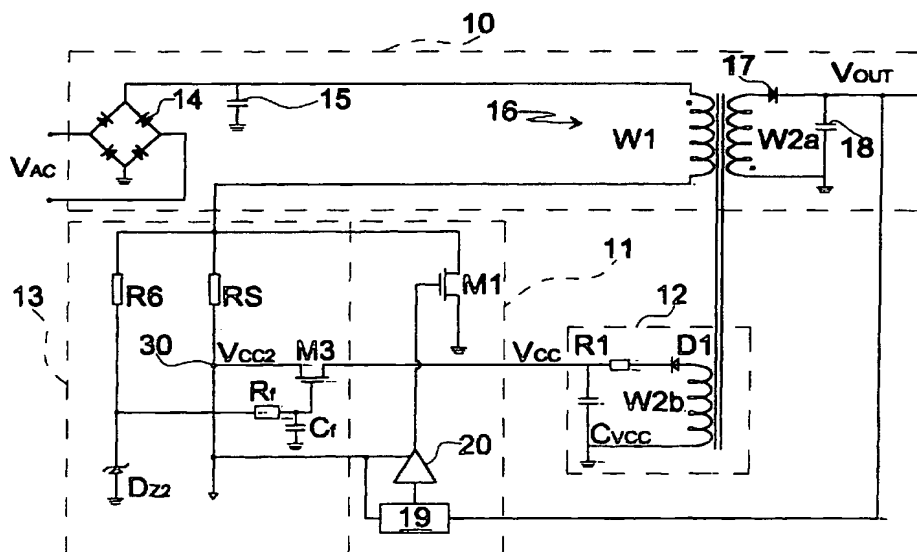 10
14
15
16
17
VOUT
VAC
W1
W2a
18
11
13
R6
RS
M1
12
30
VCC2
M3
VCC
R1
D1
Rf
W2b
Cf
CVCC
20
DZ2
19